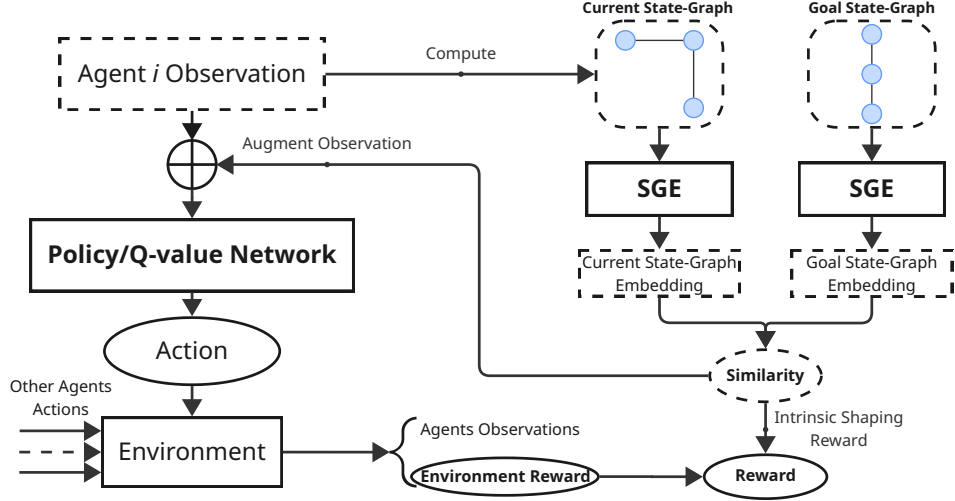 Current State-Graph
Goal State-Graph
Agent i Observation
Compute
Augment Observation
SGE
SGE
Policy/Q-value Network
Current State-Graph
Embedding
Goal State-Graph
Embedding
Action
Similarity
Other Agents
Actions
Intrinsic Shaping
Reward
Environment
Agents Observations
Environment Reward
Reward